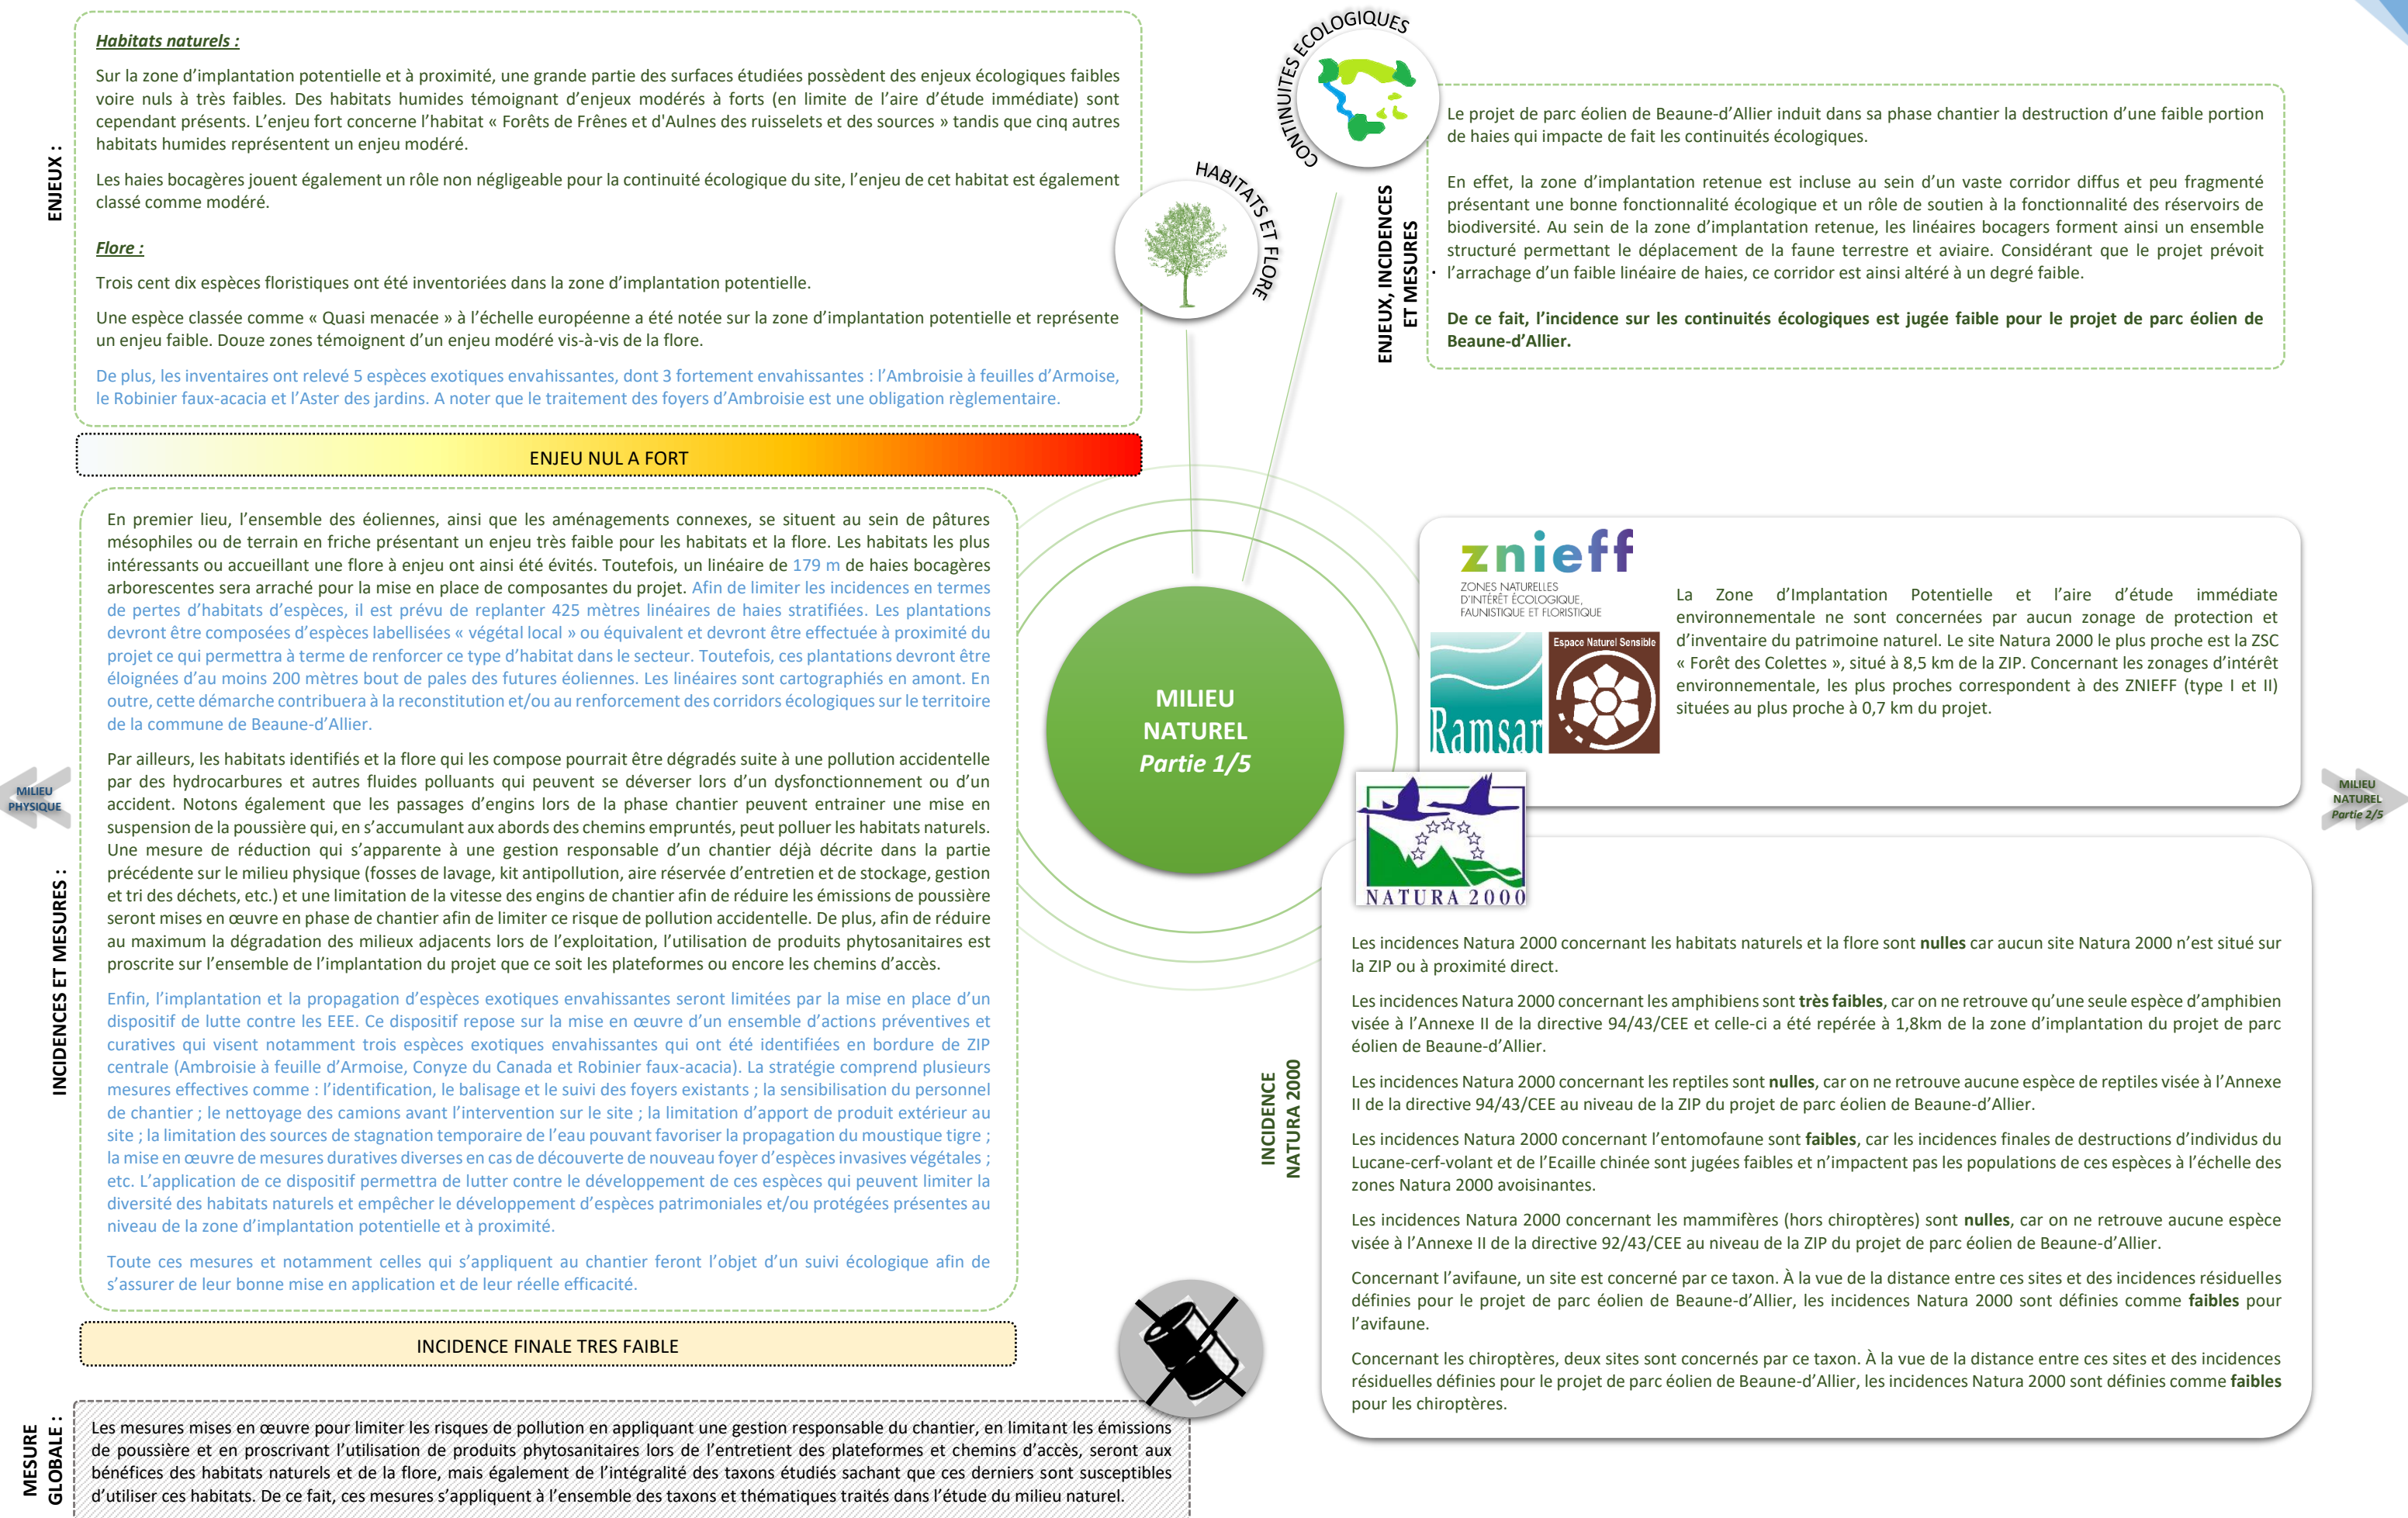 ENJEUX :
Habitats naturels :
Sur la zone d’implantation potentielle et à proximité, une grande partie des surfaces étudiées possèdent des enjeux écologiques faibles
voire nuls à très faibles. Des habitats humides témoignant d’enjeux modérés à forts (en limite de l’aire d’étude immédiate) sont
cependant présents. L’enjeu fort concerne l’habitat « Forêts de Frênes et d'Aulnes des ruisselets et des sources » tandis que cinq autres
habitats humides représentent un enjeu modéré.
Les haies bocagères jouent également un rôle non négligeable pour la continuité écologique du site, l’enjeu de cet habitat est également
classé comme modéré.
Flore :
Trois cent dix espèces floristiques ont été inventoriées dans la zone d’implantation potentielle.
Une espèce classée comme « Quasi menacée » à l’échelle européenne a été notée sur la zone d’implantation potentielle et représente
un enjeu faible. Douze zones témoignent d’un enjeu modéré vis-à-vis de la flore.
De plus, les inventaires ont relevé 5 espèces exotiques envahissantes, dont 3 fortement envahissantes : l’Ambroisie à feuilles d’Armoise,
le Robinier faux-acacia et l’Aster des jardins. A noter que le traitement des foyers d’Ambroisie est une obligation règlementaire.
ENJEU NUL A FORT
HABITATS ET FLORE
CONTINUITES ECOLOGIQUES
ENJEUX, INCIDENCES
ET MESURES
Le projet de parc éolien de Beaune-d’Allier induit dans sa phase chantier la destruction d’une faible portion
de haies qui impacte de fait les continuités écologiques.
En effet, la zone d’implantation retenue est incluse au sein d’un vaste corridor diffus et peu fragmenté
présentant une bonne fonctionnalité écologique et un rôle de soutien à la fonctionnalité des réservoirs de
biodiversité. Au sein de la zone d’implantation retenue, les linéaires bocagers forment ainsi un ensemble
structuré permettant le déplacement de la faune terrestre et aviaire. Considérant que le projet prévoit
l’arrachage d’un faible linéaire de haies, ce corridor est ainsi altéré à un degré faible.
De ce fait, l’incidence sur les continuités écologiques est jugée faible pour le projet de parc éolien de
Beaune-d’Allier.
INCIDENCES ET MESURES :
En premier lieu, l’ensemble des éoliennes, ainsi que les aménagements connexes, se situent au sein de pâtures
mésophiles ou de terrain en friche présentant un enjeu très faible pour les habitats et la flore. Les habitats les plus
intéressants ou accueillant une flore à enjeu ont ainsi été évités. Toutefois, un linéaire de 179 m de haies bocagères
arborescentes sera arraché pour la mise en place de composantes du projet. Afin de limiter les incidences en termes
de pertes d’habitats d’espèces, il est prévu de replanter 425 mètres linéaires de haies stratifiées. Les plantations
devront être composées d’espèces labellisées « végétal local » ou équivalent et devront être effectuée à proximité du
projet ce qui permettra à terme de renforcer ce type d’habitat dans le secteur. Toutefois, ces plantations devront être
éloignées d’au moins 200 mètres bout de pales des futures éoliennes. Les linéaires sont cartographiés en amont. En
outre, cette démarche contribuera à la reconstitution et/ou au renforcement des corridors écologiques sur le territoire
de la commune de Beaune-d’Allier.
Par ailleurs, les habitats identifiés et la flore qui les compose pourrait être dégradés suite à une pollution accidentelle
par des hydrocarbures et autres fluides polluants qui peuvent se déverser lors d’un dysfonctionnement ou d’un
accident. Notons également que les passages d’engins lors de la phase chantier peuvent entrainer une mise en
suspension de la poussière qui, en s’accumulant aux abords des chemins empruntés, peut polluer les habitats naturels.
Une mesure de réduction qui s’apparente à une gestion responsable d’un chantier déjà décrite dans la partie
précédente sur le milieu physique (fosses de lavage, kit antipollution, aire réservée d’entretien et de stockage, gestion
et tri des déchets, etc.) et une limitation de la vitesse des engins de chantier afin de réduire les émissions de poussière
seront mises en œuvre en phase de chantier afin de limiter ce risque de pollution accidentelle. De plus, afin de réduire
au maximum la dégradation des milieux adjacents lors de l’exploitation, l’utilisation de produits phytosanitaires est
proscrite sur l’ensemble de l’implantation du projet que ce soit les plateformes ou encore les chemins d’accès.
Enfin, l’implantation et la propagation d’espèces exotiques envahissantes seront limitées par la mise en place d’un
dispositif de lutte contre les EEE. Ce dispositif repose sur la mise en œuvre d’un ensemble d’actions préventives et
curatives qui visent notamment trois espèces exotiques envahissantes qui ont été identifiées en bordure de ZIP
centrale (Ambroisie à feuille d’Armoise, Conyze du Canada et Robinier faux-acacia). La stratégie comprend plusieurs
mesures effectives comme : l’identification, le balisage et le suivi des foyers existants ; la sensibilisation du personnel
de chantier ; le nettoyage des camions avant l’intervention sur le site ; la limitation d’apport de produit extérieur au
site ; la limitation des sources de stagnation temporaire de l’eau pouvant favoriser la propagation du moustique tigre ;
la mise en œuvre de mesures duratives diverses en cas de découverte de nouveau foyer d’espèces invasives végétales ;
etc. L’application de ce dispositif permettra de lutter contre le développement de ces espèces qui peuvent limiter la
diversité des habitats naturels et empêcher le développement d’espèces patrimoniales et/ou protégées présentes au
niveau de la zone d’implantation potentielle et à proximité.
Toute ces mesures et notamment celles qui s’appliquent au chantier feront l’objet d’un suivi écologique afin de
s’assurer de leur bonne mise en application et de leur réelle efficacité.
INCIDENCE FINALE TRES FAIBLE
MILIEU
PHYSIQUE
MILIEU
NATUREL
Partie 1/5
MILIEU
NATUREL
Partie 2/5
znieff
ZONES NATURELLES
D'INTÉRÊT ÉCOLOGIQUE,
FAUNISTIQUE ET FLORISTIQUE
Ramsar
Espace Naturel Sensible
La Zone d’Implantation Potentielle et l’aire d’étude immédiate
environnementale ne sont concernées par aucun zonage de protection et
d’inventaire du patrimoine naturel. Le site Natura 2000 le plus proche est la ZSC
« Forêt des Colettes », situé à 8,5 km de la ZIP. Concernant les zonages d’intérêt
environnementale, les plus proches correspondent à des ZNIEFF (type I et II)
situées au plus proche à 0,7 km du projet.
NATURA 2000
INCIDENCE
NATURA 2000
Les incidences Natura 2000 concernant les habitats naturels et la flore sont nulles car aucun site Natura 2000 n’est situé sur
la ZIP ou à proximité direct.
Les incidences Natura 2000 concernant les amphibiens sont très faibles, car on ne retrouve qu’une seule espèce d’amphibien
visée à l’Annexe II de la directive 94/43/CEE et celle-ci a été repérée à 1,8km de la zone d’implantation du projet de parc
éolien de Beaune-d’Allier.
Les incidences Natura 2000 concernant les reptiles sont nulles, car on ne retrouve aucune espèce de reptiles visée à l’Annexe
II de la directive 94/43/CEE au niveau de la ZIP du projet de parc éolien de Beaune-d’Allier.
Les incidences Natura 2000 concernant l’entomofaune sont faibles, car les incidences finales de destructions d’individus du
Lucane-cerf-volant et de l’Ecaille chinée sont jugées faibles et n’impactent pas les populations de ces espèces à l’échelle des
zones Natura 2000 avoisinantes.
Les incidences Natura 2000 concernant les mammifères (hors chiroptères) sont nulles, car on ne retrouve aucune espèce
visée à l’Annexe II de la directive 92/43/CEE au niveau de la ZIP du projet de parc éolien de Beaune-d’Allier.
Concernant l’avifaune, un site est concerné par ce taxon. À la vue de la distance entre ces sites et des incidences résiduelles
définies pour le projet de parc éolien de Beaune-d’Allier, les incidences Natura 2000 sont définies comme faibles pour
l’avifaune.
Concernant les chiroptères, deux sites sont concernés par ce taxon. À la vue de la distance entre ces sites et des incidences
résiduelles définies pour le projet de parc éolien de Beaune-d’Allier, les incidences Natura 2000 sont définies comme faibles
pour les chiroptères.
MESURE
GLOBALE :
Les mesures mises en œuvre pour limiter les risques de pollution en appliquant une gestion responsable du chantier, en limitant les émissions
de poussière et en proscrivant l’utilisation de produits phytosanitaires lors de l’entretient des plateformes et chemins d’accès, seront aux
bénéfices des habitats naturels et de la flore, mais également de l’intégralité des taxons étudiés sachant que ces derniers sont susceptibles
d’utiliser ces habitats. De ce fait, ces mesures s’appliquent à l’ensemble des taxons et thématiques traités dans l’étude du milieu naturel.